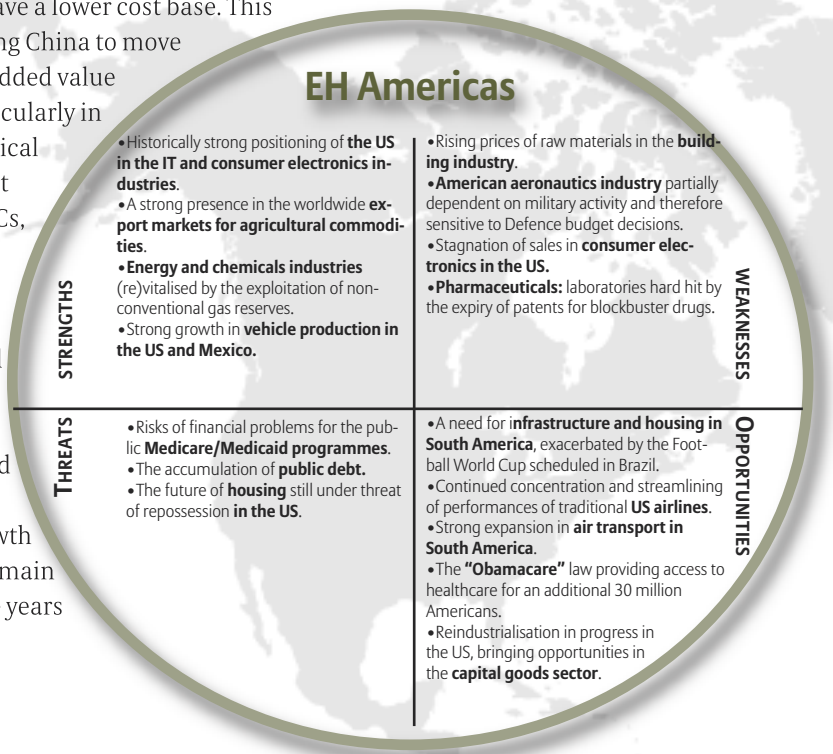 ave a lower cost base. This
ng China to move
dded value
cularly in
ical
t
Cs,
d
wth
main
years
EH Americas
STRENGTHS
•Historically strong positioning of the US
in the IT and consumer electronics in-
dustries.
•A strong presence in the worldwide ex-
port markets for agricultural commodi-
ties.
•Energy and chemicals industries
(re)vitalised by the exploitation of non-
conventional gas reserves.
•Strong growth in vehicle production in
the US and Mexico.
WEAKNESSES
•Rising prices of raw materials in the build-
ing industry.
•American aeronautics industry partially
dependent on military activity and therefore
sensitive to Defence budget decisions.
•Stagnation of sales in consumer elec-
tronics in the US.
•Pharmaceuticals: laboratories hard hit by
the expiry of patents for blockbuster drugs.
THREATS
•Risks of financial problems for the pub-
lic Medicare/Medicaid programmes.
•The accumulation of public debt.
•The future of housing still under threat
of repossession in the US.
OPPORTUNITIES
•A need for infrastructure and housing in
South America, exacerbated by the Foot-
ball World Cup scheduled in Brazil.
•Continued concentration and streamlining
of performances of traditional US airlines.
•Strong expansion in air transport in
South America.
•The “Obamacare” law providing access to
healthcare for an additional 30 million
Americans.
•Reindustrialisation in progress in
the US, bringing opportunities in
the capital goods sector.